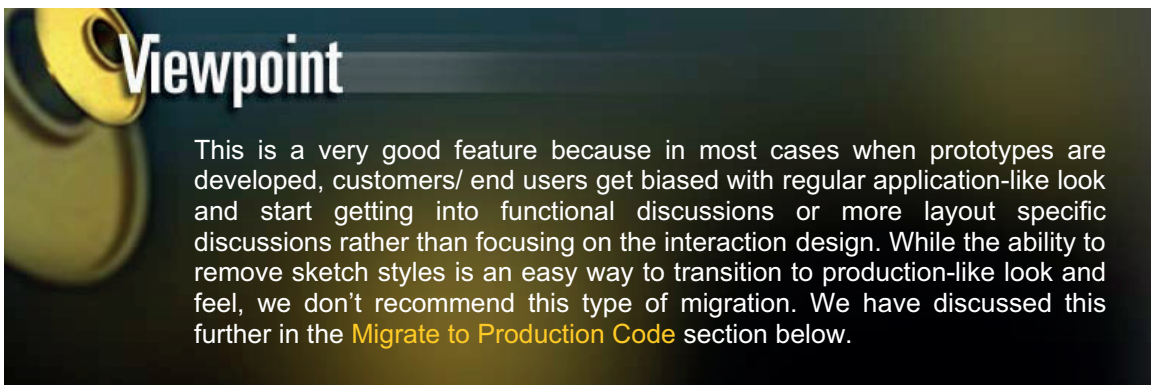 Viewpoint
This is a very good feature because in most cases when prototypes are
developed, customers/ end users get biased with regular application-like look
and start getting into functional discussions or more layout specific
discussions rather than focusing on the interaction design. While the ability to
remove sketch styles is an easy way to transition to production-like look and
feel, we don’t recommend this type of migration. We have discussed this
further in the Migrate to Production Code section below.